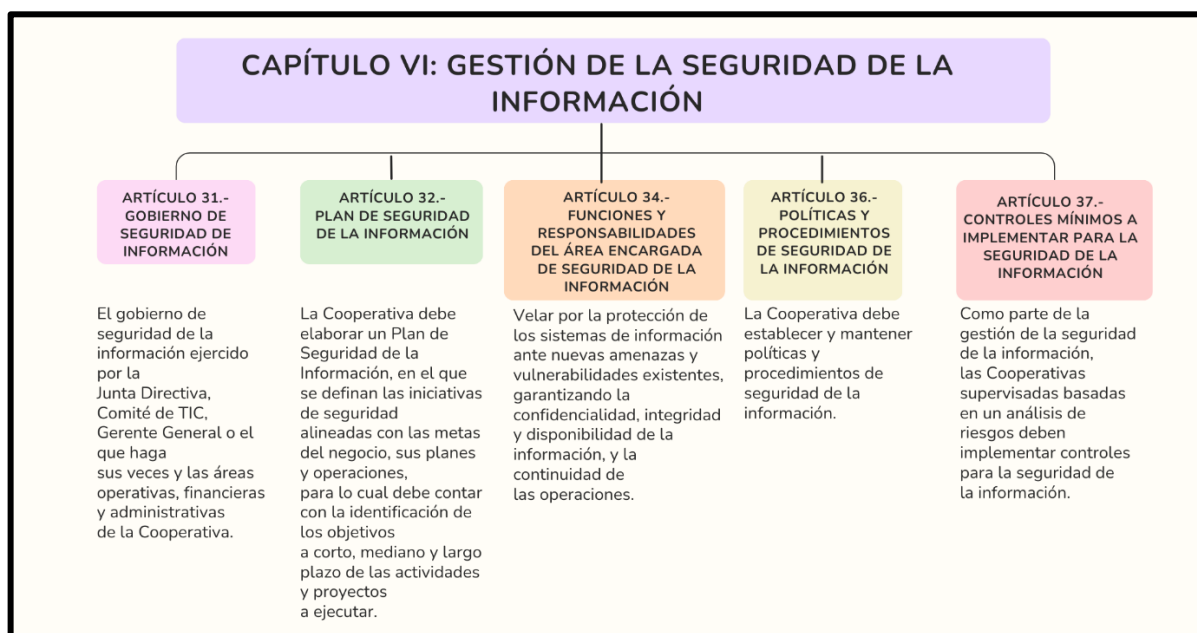 CAPÍTULO VI: GESTIÓN DE LA SEGURIDAD DE LA
INFORMACIÓN
ARTÍCULO 31.-
GOBIERNO DE
SEGURIDAD DE
INFORMACIÓN
El gobierno de
seguridad de la
información ejercido
por la
Junta Directiva,
Comité de TIC,
Gerente General o el
que haga
sus veces y las áreas
operativas, financieras
y administrativas
de la Cooperativa.
ARTÍCULO 32.-
PLAN DE SEGURIDAD
DE LA INFORMACIÓN
La Cooperativa debe
elaborar un Plan de
Seguridad de la
Información, en el que
se definan las iniciativas
de seguridad
alineadas con las metas
del negocio, sus planes
y operaciones,
para lo cual debe contar
con la identificación de
los objetivos
a corto, mediano y largo
plazo de las actividades
y proyectos
a ejecutar.
ARTÍCULO 34.-
FUNCIONES Y
RESPONSABILIDADES
DEL ÁREA ENCARGADA
DE SEGURIDAD DE LA
INFORMACIÓN
Velar por la protección de
los sistemas de información
ante nuevas amenazas y
vulnerabilidades existentes,
garantizando la
confidencialidad, integridad
y disponibilidad de la
información, y la
continuidad de
las operaciones.
ARTÍCULO 36.-
POLÍTICAS Y
PROCEDIMIENTOS
DE SEGURIDAD DE
LA INFORMACIÓN
La Cooperativa debe
establecer y mantener
políticas y
procedimientos de
seguridad de la
información.
ARTÍCULO 37.-
CONTROLES MÍNIMOS A
IMPLEMENTAR PARA LA
SEGURIDAD DE LA
INFORMACIÓN
Como parte de la
gestión de la seguridad
de la información,
las Cooperativas
supervisadas basadas
en un análisis de
riesgos deben
implementar controles
para la seguridad de
la información.